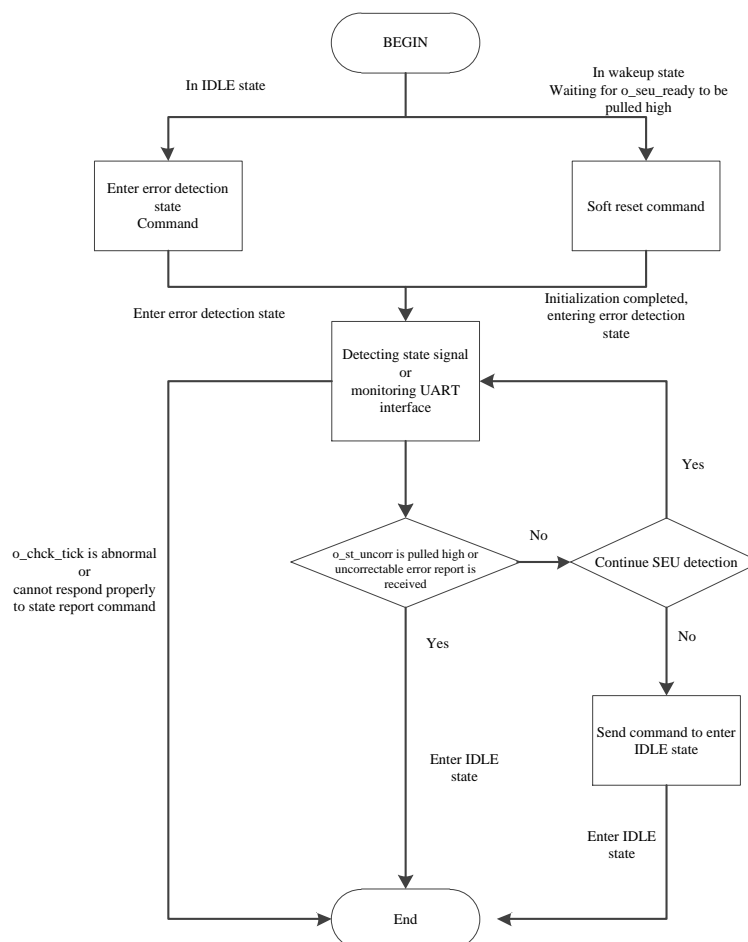 BEGIN
In IDLE state
In wakeup state
Waiting for o_seu_ready to be
pulled high
Enter error detection
state
Command
Soft reset command
Enter error detection state
Initialization completed,
entering error detection
state
Detecting state signal
or
monitoring UART
interface
Yes
o_chck_tick is abnormal
or
cannot respond properly
to state report command
o_st_uncorr is pulled high or
uncorrectable error report is
received
No
Continue SEU detection
Yes
No
Send command to enter
IDLE state
Enter IDLE
state
Enter IDLE
state
End